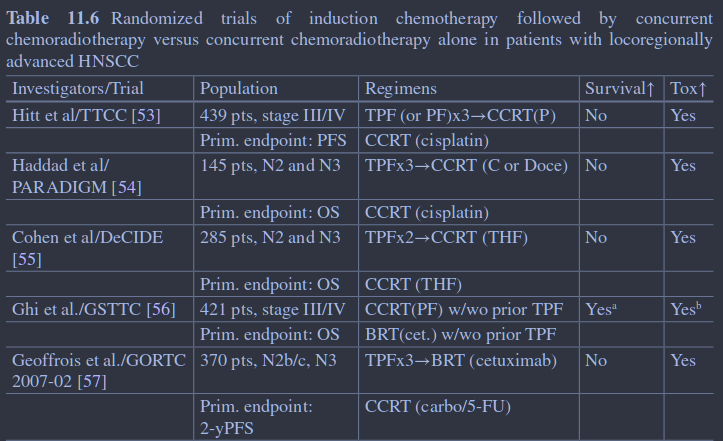 Table 11.6 Randomized trials of induction chemotherapy followed by concurrent
chemoradiotherapy versus concurrent chemoradiotherapy alone in patients with locoregionally
advanced HNSCC
Investigators/Trial Population Regimens Survival↑ Tox↑
Hitt et al/TTCC [53] 439 pts, stage III/IV TPF (or PF)x3→CCRT(P) No Yes
Prim. endpoint: PFS CCRT (cisplatin)
Haddad et al/ 145 pts, N2 and N3 TPFx3→CCRT (C or Doce) No Yes
PARADIGM [54]
Prim. endpoint: OS CCRT (cisplatin)
Cohen et al/DeCIDE 285 pts, N2 and N3 TPFx2→CCRT (THF) No Yes
[55]
Prim. endpoint: OS CCRT (THF)
Ghi et al./GSTTC [56] 421 pts, stage III/IV CCRT(PF) w/wo prior TPF Yesᵃ Yesᵇ
Prim. endpoint: OS BRT(cet.) w/wo prior TPF
Geoffrois et al./GORTC 370 pts, N2b/c, N3 TPFx3→BRT (cetuximab) No Yes
2007-02 [57]
Prim. endpoint: CCRT (carbo/5-FU)
2-yPFS